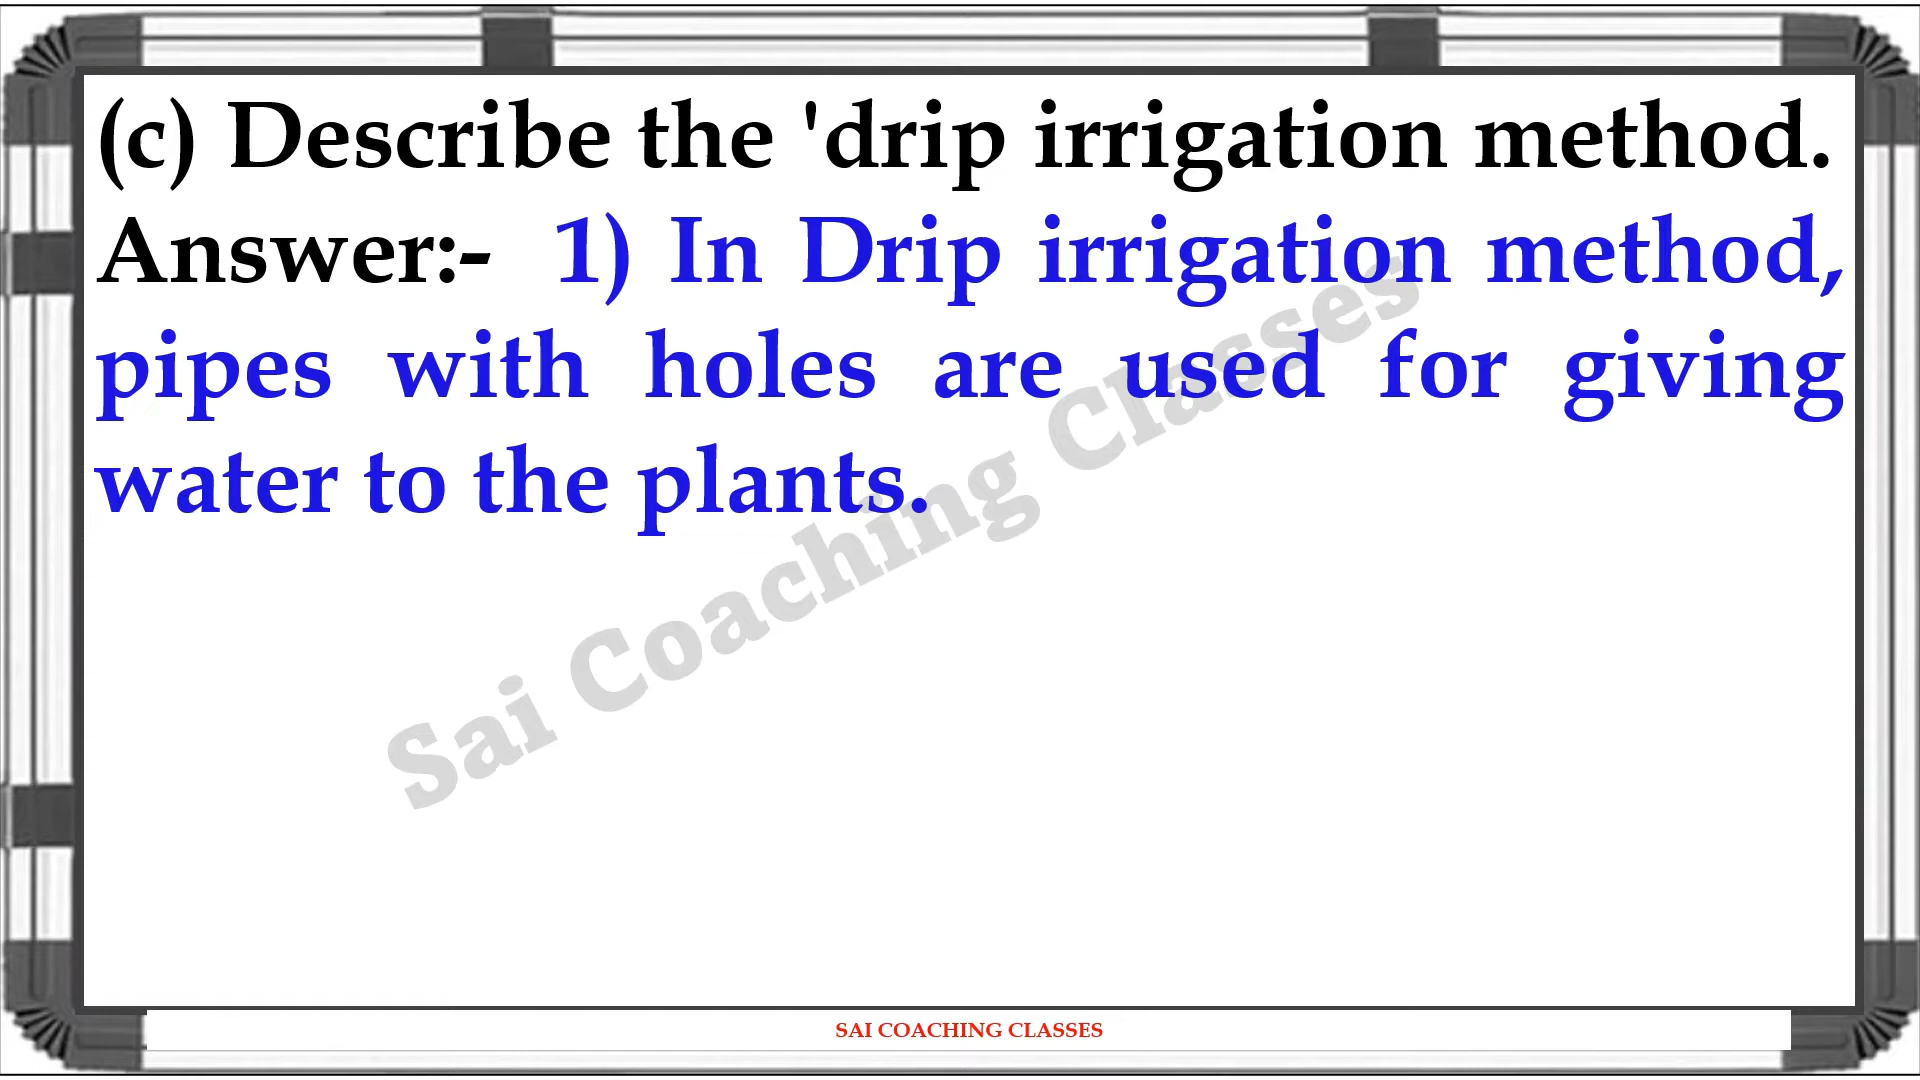 (c) Describe the 'drip irrigation method.
Answer:- 1) In Drip irrigation method,
pipes with holes are used for giving
water to the plants.
Sai Coaching Classes
SAI COACHING CLASSES